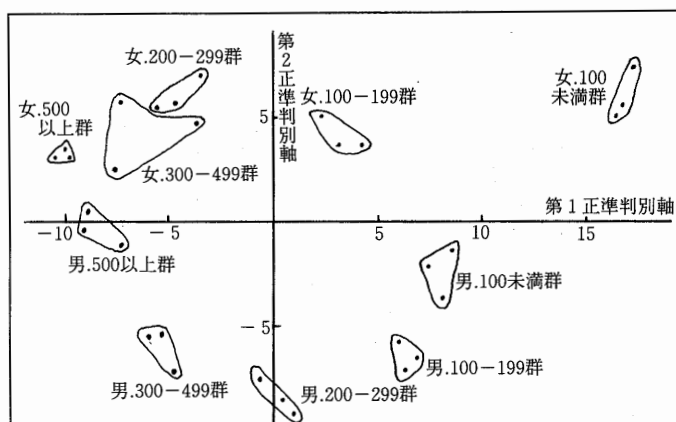 第2正準判別軸
女.200-299群
女.100-199群
女.100
未満群
女.500
以上群
5
女.300-499群
第1正準判別軸
-10
-5
5
10
15
男.500以上群
男.100未満群
-5
男.300-499群
男.200-299群
男.100-199群